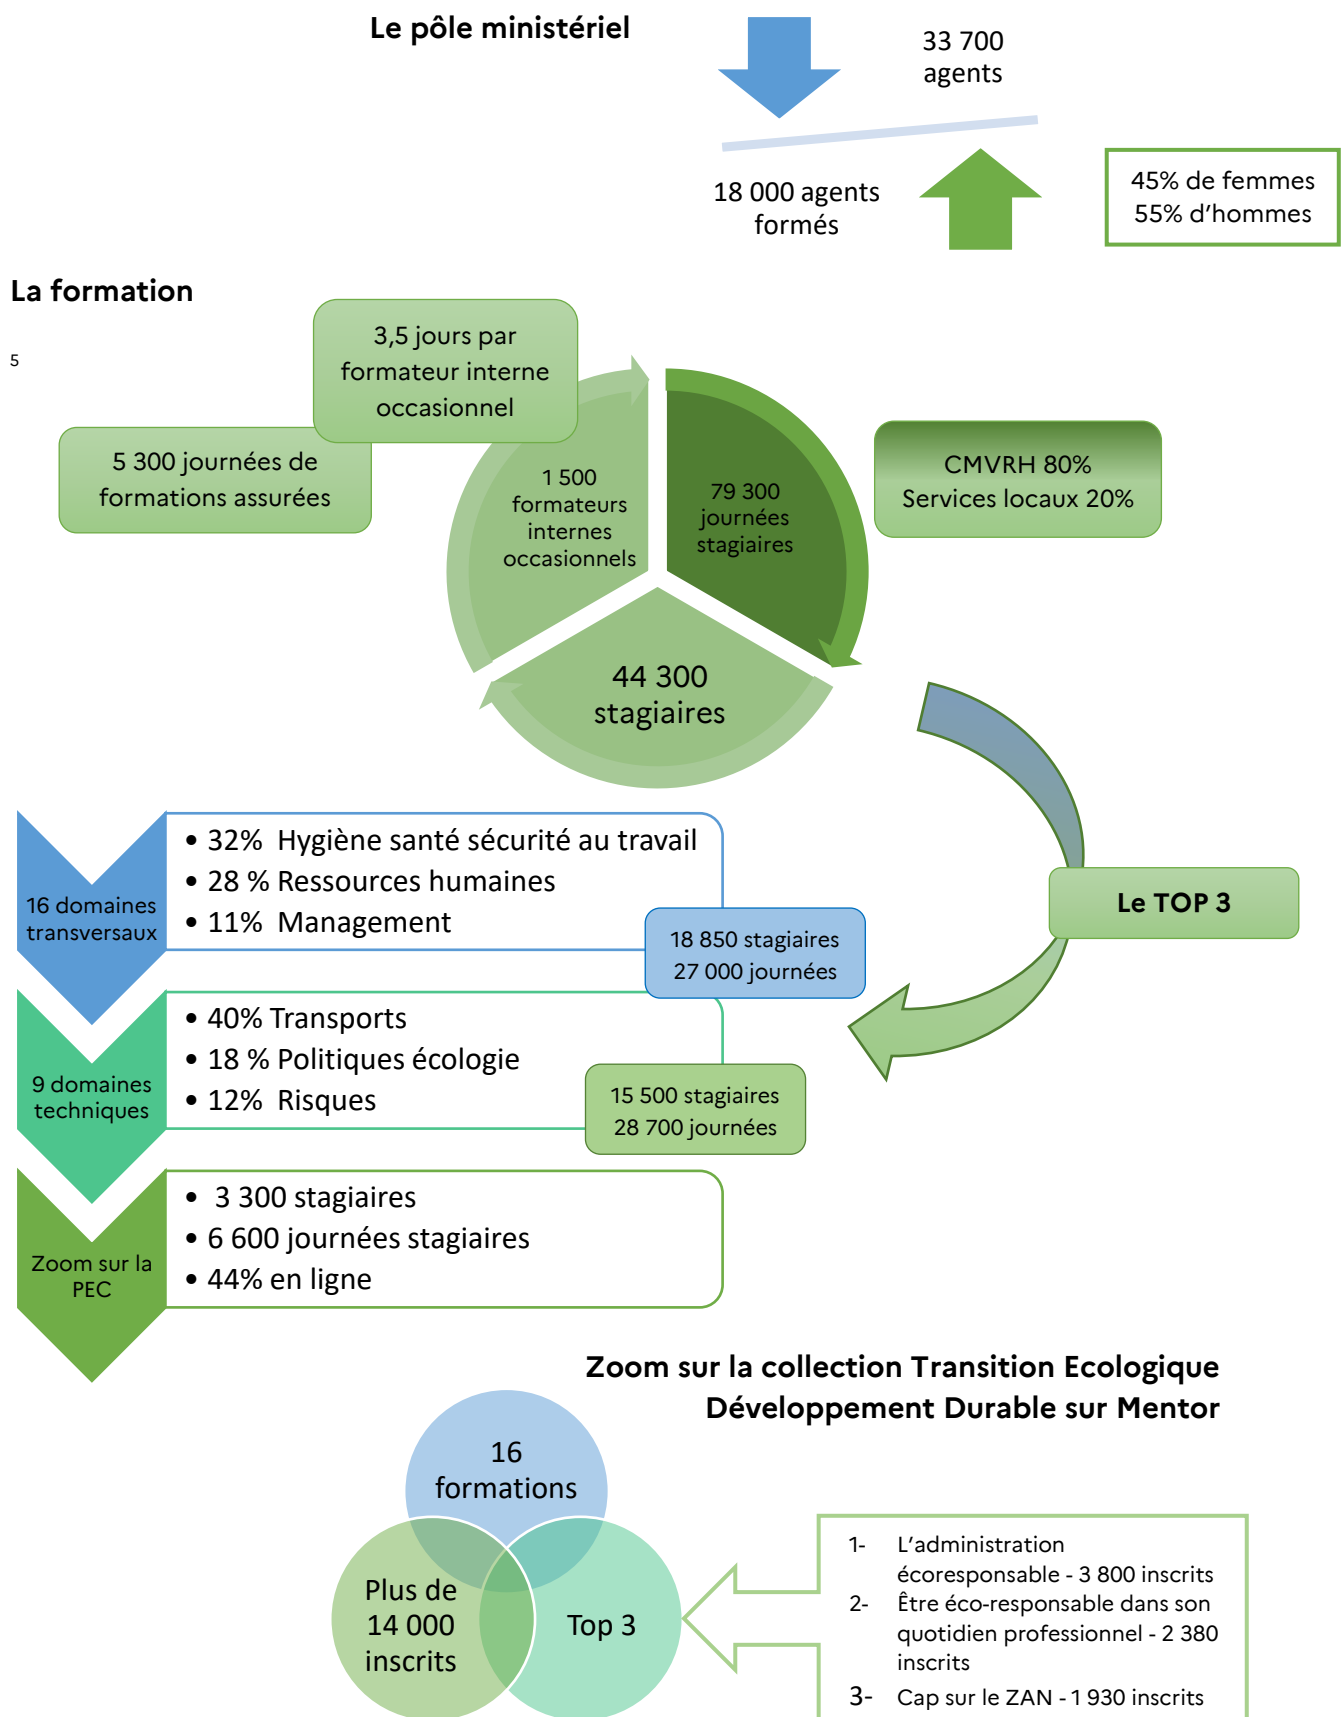 Le pôle ministériel
33 700
agents
18 000 agents
formés
45% de femmes
55% d’hommes
La formation
5
3,5 jours par
formateur interne
occasionnel
5 300 journées de
formations assurées
1 500
formateurs
internes
occasionnels
79 300
journées
stagiaires
CMVRH 80%
Services locaux 20%
44 300
stagiaires
16 domaines
transversaux
• 32%  Hygiène santé sécurité au travail
• 28 % Ressources humaines
• 11%  Management
18 850 stagiaires
27 000 journées
Le TOP 3
9 domaines
techniques
• 40% Transports
• 18 % Politiques écologie
• 12%  Risques
15 500 stagiaires
28 700 journées
Zoom sur la
PEC
• 3 300 stagiaires
• 6 600 journées stagiaires
• 44% en ligne
Zoom sur la collection Transition Ecologique
Développement Durable sur Mentor
16
formations
Plus de
14 000
inscrits
Top 3
1- L’administration
écoresponsable - 3 800 inscrits
2- Être éco-responsable dans son
quotidien professionnel - 2 380
inscrits
3- Cap sur le ZAN - 1 930 inscrits